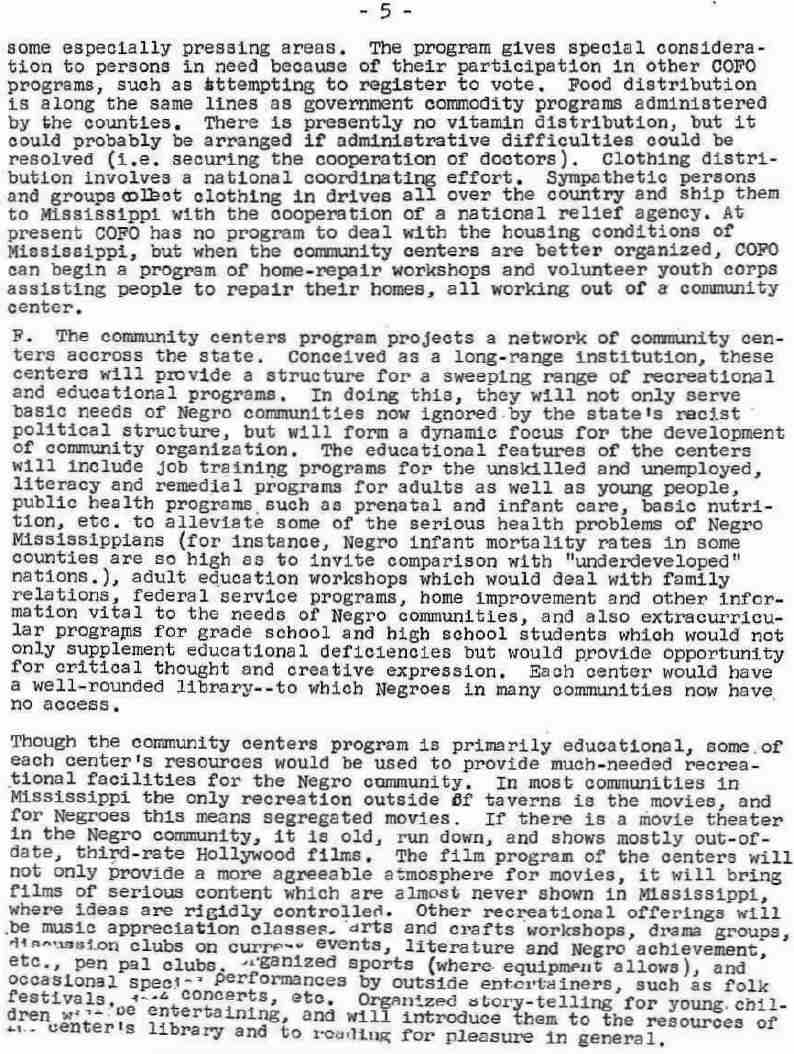 - 5 -
some especially pressing areas. The program gives special considera-
tion to persons in need because of their participation in other COFO
programs, such as attempting to register to vote. Food distribution
is along the same lines as government commodity programs administered
by the counties. There is presently no vitamin distribution, but it
could probably be arranged if administrative difficulties could be
resolved (i.e. securing the cooperation of doctors). Clothing distri-
bution involves a national coordinating effort. Sympathetic persons
and groups collect clothing in drives all over the country and ship them
to Mississippi with the cooperation of a national relief agency. At
present COFO has no program to deal with the housing conditions of
Mississippi, but when the community centers are better organized, COFO
can begin a program of home-repair workshops and volunteer youth corps
assisting people to repair their homes, all working out of a community
center.
F. The community centers program projects a network of community cen-
ters accross the state. Conceived as a long-range institution, these
centers will provide a structure for a sweeping range of recreational
and educational programs. In doing this, they will not only serve
basic needs of Negro communities now ignored by the state's racist
political structure, but will form a dynamic focus for the development
of community organization. The educational features of the centers
will include job training programs for the unskilled and unemployed,
literacy and remedial programs for adults as well as young people,
public health programs such as prenatal and infant care, basic nutri-
tion, etc. to alleviate some of the serious health problems of Negro
Mississippians (for instance, Negro infant mortality rates in some
counties are so high as to invite comparison with "underdeveloped"
nations.), adult education workshops which would deal with family
relations, federal service programs, home improvement and other infor-
mation vital to the needs of Negro communities, and also extracurricu-
lar programs for grade school and high school students which would not
only supplement educational deficiencies but would provide opportunity
for critical thought and creative expression. Each center would have
a well-rounded library--to which Negroes in many communities now have
no access.
Though the community centers program is primarily educational, some of
each center's resources would be used to provide much-needed recrea-
tional facilities for the Negro community. In most communities in
Mississippi the only recreation outside of taverns is the movies, and
for Negroes this means segregated movies. If there is a movie theater
in the Negro community, it is old, run down, and shows mostly out-of-
date, third-rate Hollywood films. The film program of the centers will
not only provide a more agreeable atmosphere for movies, it will bring
films of serious content which are almost never shown in Mississippi,
where ideas are rigidly controlled. Other recreational offerings will
be music appreciation classes, arts and crafts workshops, drama groups,
discussion clubs on current events, literature and Negro achievement,
etc., pen pal clubs, organized sports (where equipment allows), and
occasional special performances by outside entertainers, such as folk
festivals, concerts, etc. Organized story-telling for young chil-
dren will be entertaining, and will introduce them to the resources of
the center's library and to reading for pleasure in general.